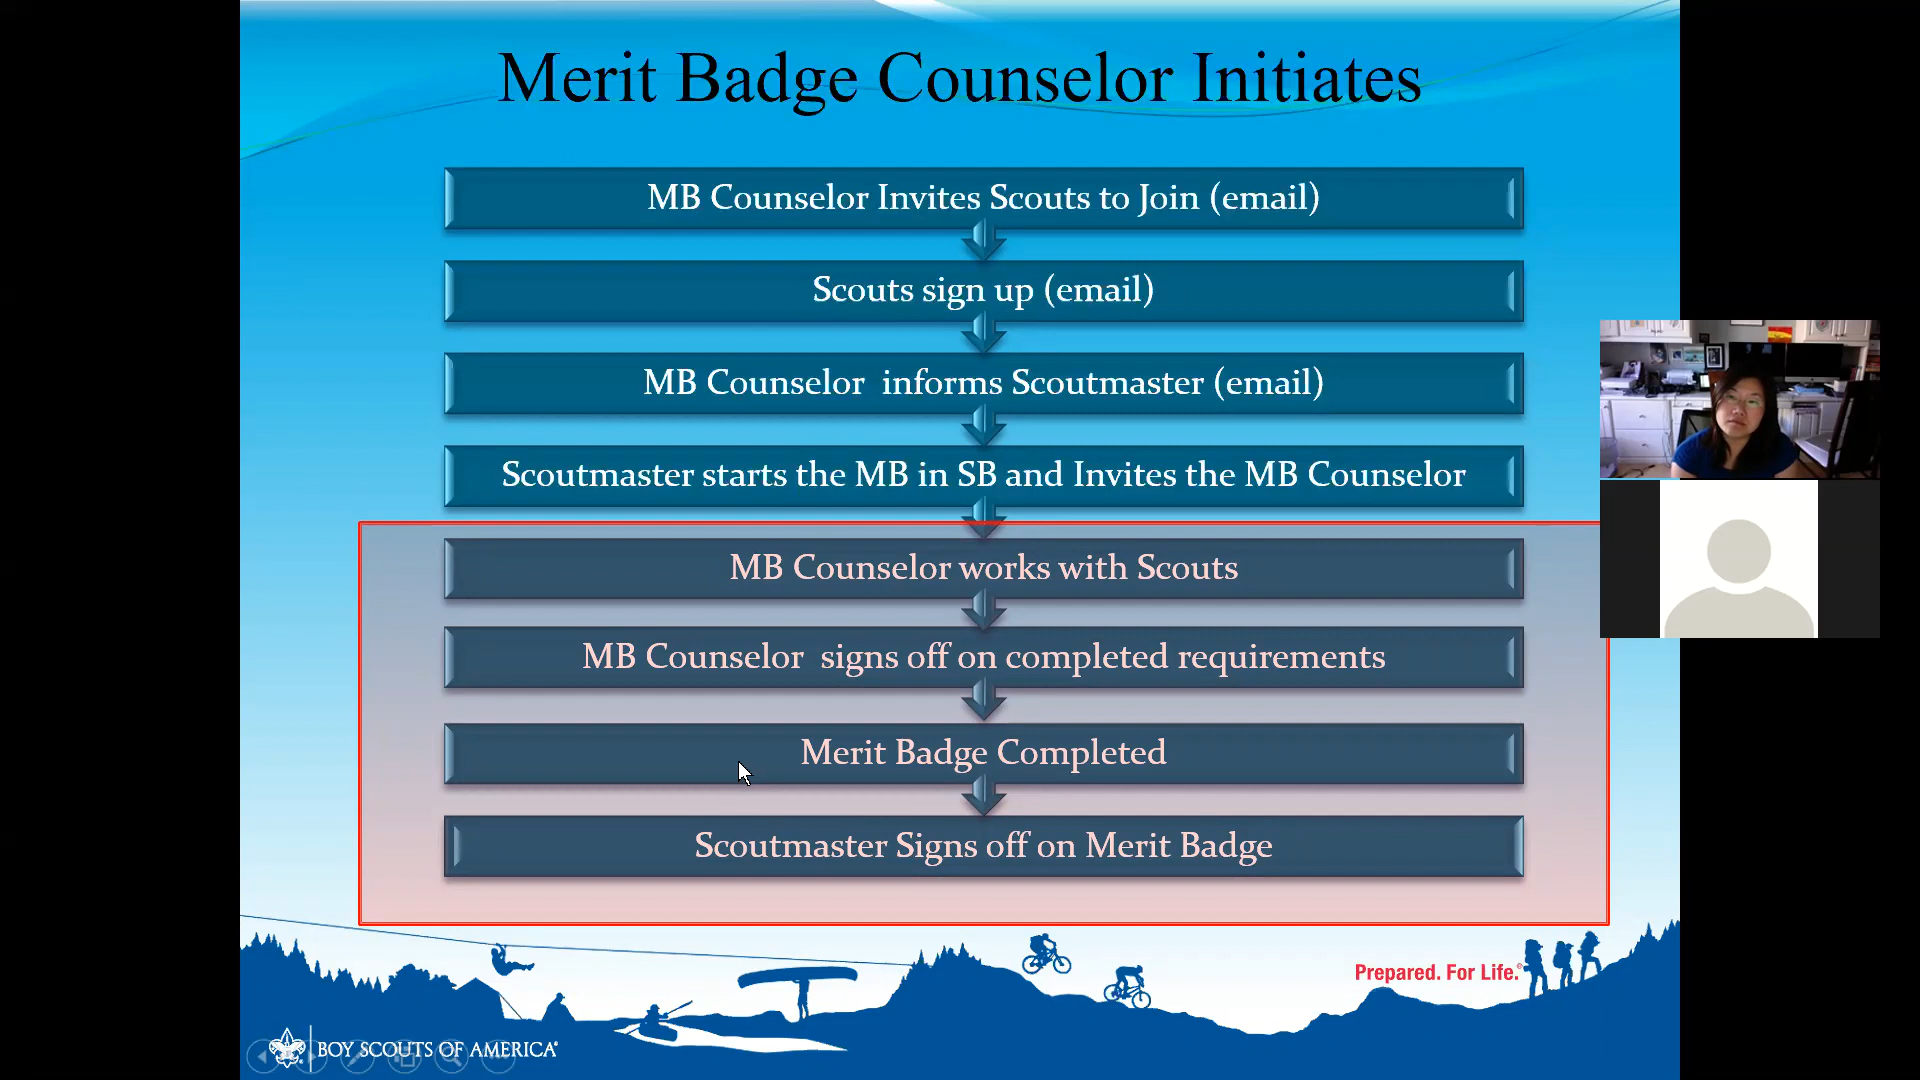 Merit Badge Counselor Initiates
MB Counselor Invites Scouts to Join (email)
Scouts sign up (email)
MB Counselor informs Scoutmaster (email)
Scoutmaster starts the MB in SB and Invites the MB Counselor
MB Counselor works with Scouts
MB Counselor signs off on completed requirements
Merit Badge Completed
Scoutmaster Signs off on Merit Badge
Prepared. For Life.®
BOY SCOUTS OF AMERICA®